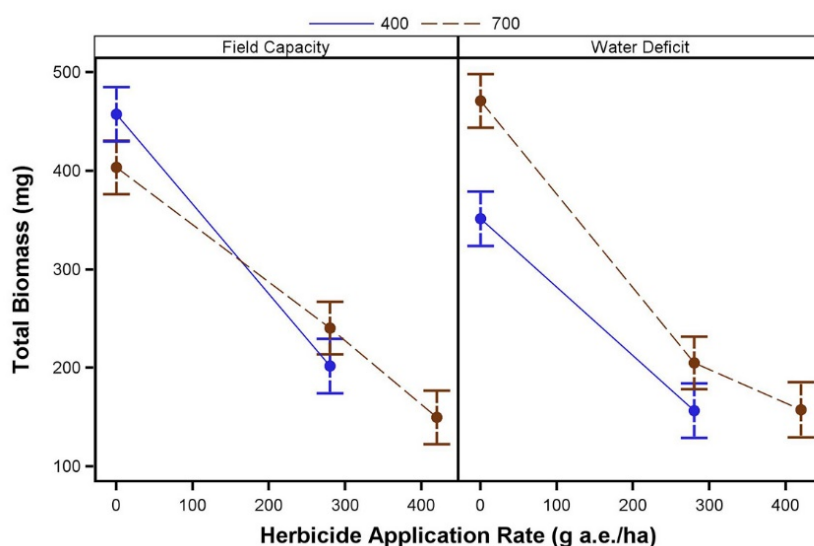 400 700
Field Capacity Water Deficit
500
400
300
200
100
0 100 200 300 400 0 100 200 300 400
Total Biomass (mg)
Herbicide Application Rate (g a.e./ha)